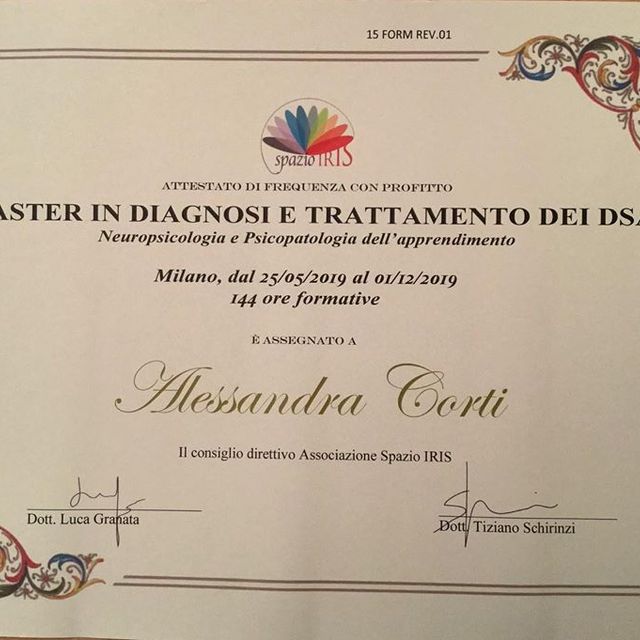 15 FORM REV.01
spazio IRIS
ATTESTATO DI FREQUENZA CON PROFITTO
ASTER IN DIAGNOSI E TRATTAMENTO DEI DSA
Neuropsicologia e Psicopatologia dell'apprendimento
Milano, dal 25/05/2019 al 01/12/2019
144 ore formative
È ASSEGNATO A
Alessandra Corti
Il consiglio direttivo Associazione Spazio IRIS
Dott. Luca Granata
Dott. Tiziano Schirinzi